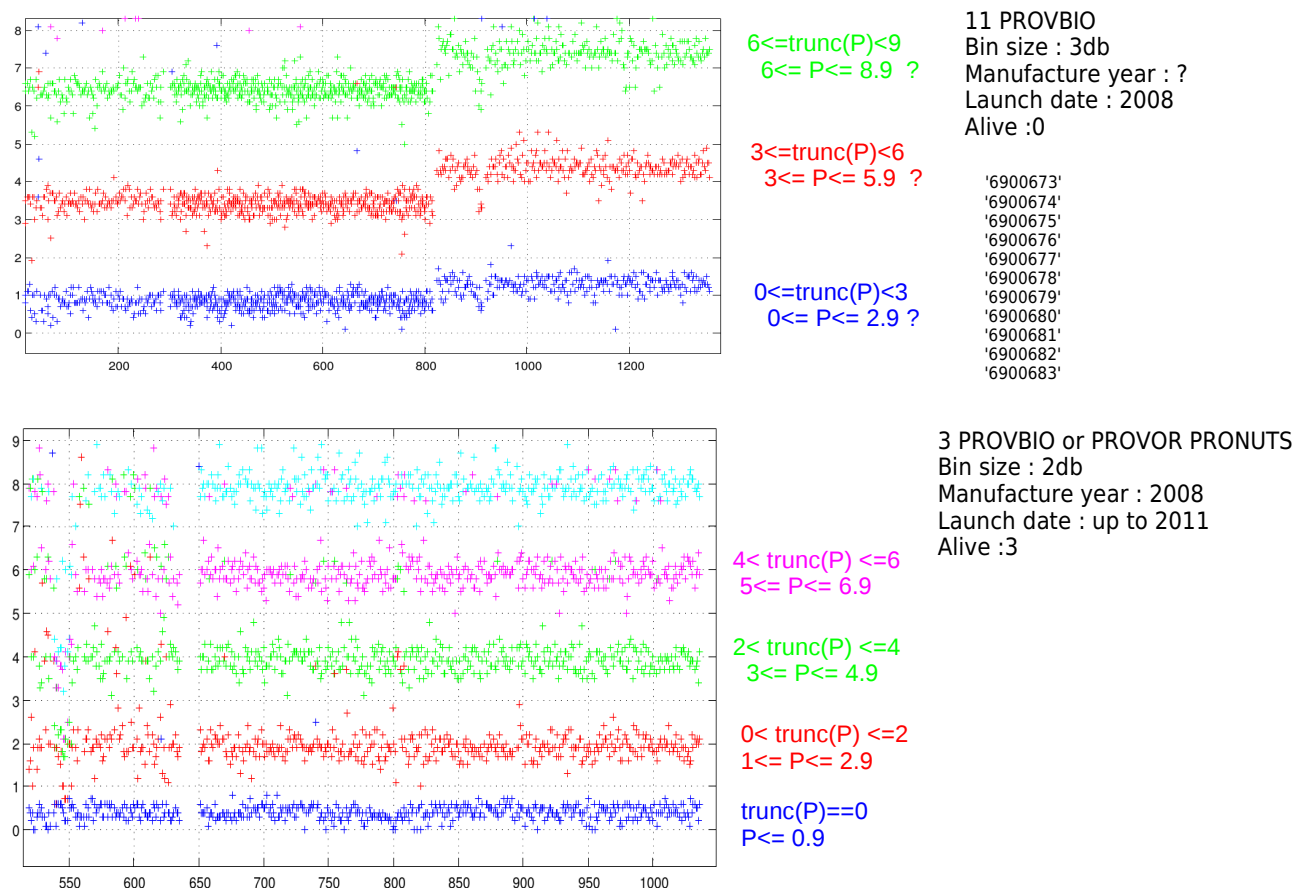 8
7
6
5
4
3
2
1
0
200
400
600
800
1000
1200
6<=trunc(P)<9
6<= P<= 8.9 ?
3<=trunc(P)<6
3<= P<= 5.9 ?
0<=trunc(P)<3
0<= P<= 2.9 ?
11 PROVBIO
Bin size : 3db
Manufacture year : ?
Launch date : 2008
Alive :0
'6900673'
'6900674'
'6900675'
'6900676'
'6900677'
'6900678'
'6900679'
'6900680'
'6900681'
'6900682'
'6900683'
9
8
7
6
5
4
3
2
1
0
550
600
650
700
750
800
850
900
950
1000
4< trunc(P) <=6
5<= P<= 6.9
2< trunc(P) <=4
3<= P<= 4.9
0< trunc(P) <=2
1<= P<= 2.9
trunc(P)==0
P<= 0.9
3 PROVBIO or PROVOR PRONUTS
Bin size : 2db
Manufacture year : 2008
Launch date : up to 2011
Alive :3